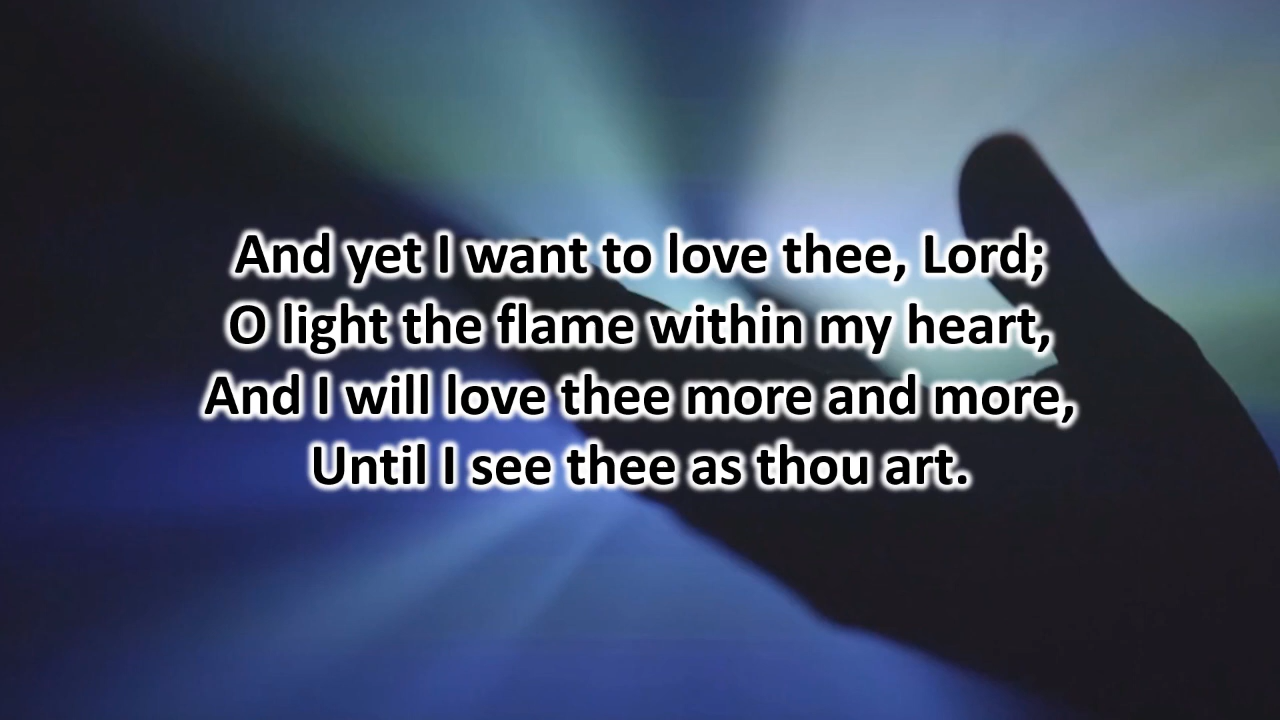 And yet I want to love thee, Lord;
O light the flame within my heart,
And I will love thee more and more,
Until I see thee as thou art.